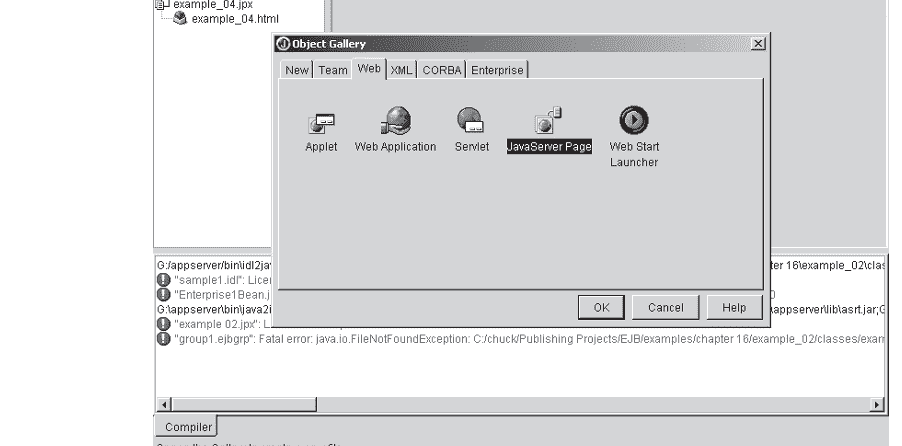 example_04.jpx
example_04.html
Object Gallery
New Team Web XML CORBA Enterprise
Applet Web Application Servlet JavaServer Page Web Start Launcher
G:/appserver/bin\idl2jav
ter 16\example_02\clas
"sample1.idl": Licen
"Enterprise1Bean.j
G:\appserver\bin\java2i
appserver\lib\asrt.jar;G
OK Cancel Help
"example 02.jpx": L
"group1.ejbgrp": Fatal error: java.io.FileNotFoundException: C:/chuck/Publishing Projects/EJB/examples/chapter 16/example_02/classes/exam
Compiler